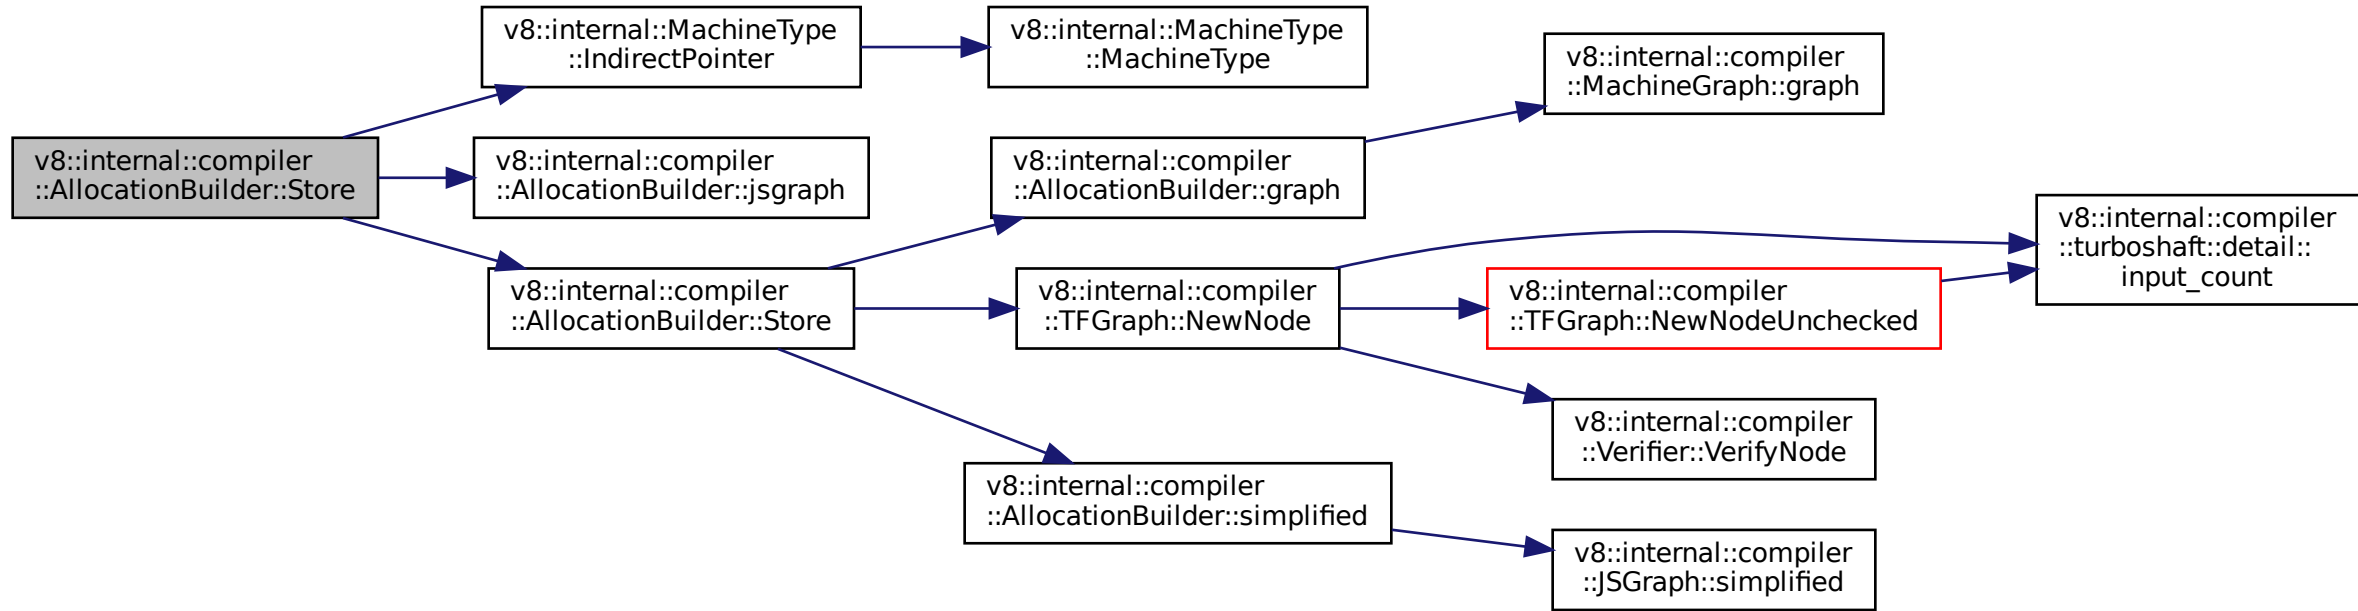 v8::internal::compiler
::AllocationBuilder::Store
v8::internal::MachineType
::IndirectPointer
v8::internal::MachineType
::MachineType
v8::internal::compiler
::AllocationBuilder::jsgraph
v8::internal::compiler
::AllocationBuilder::Store
v8::internal::compiler
::AllocationBuilder::graph
v8::internal::compiler
::MachineGraph::graph
v8::internal::compiler
::TFGraph::NewNode
v8::internal::compiler
::turboshaft::detail::
input_count
v8::internal::compiler
::TFGraph::NewNodeUnchecked
v8::internal::compiler
::Verifier::VerifyNode
v8::internal::compiler
::AllocationBuilder::simplified
v8::internal::compiler
::JSGraph::simplified